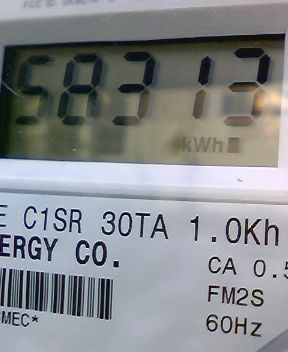 58313
kWh
E C1SR 30TA 1.0Kh
ERGY CO.
CA 0.5
FM2S
MEC*
60Hz